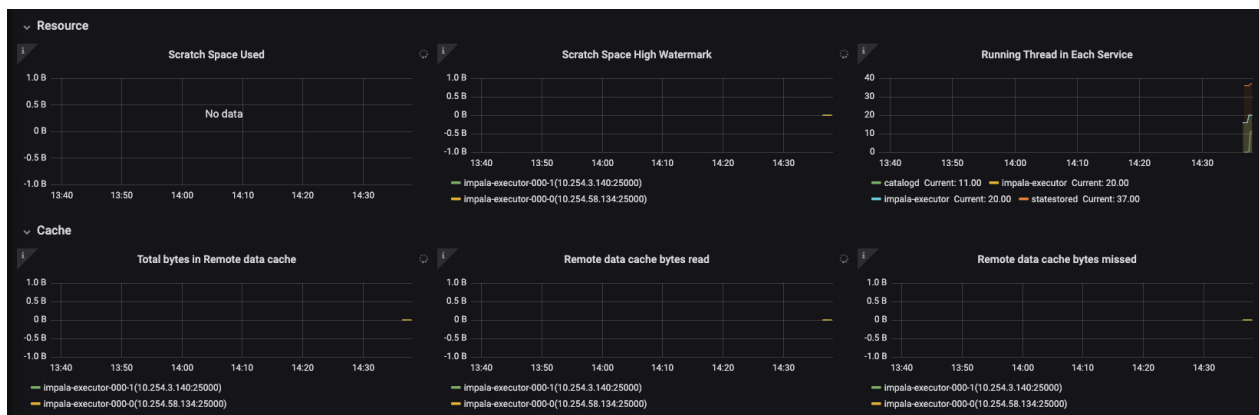 Resource
Scratch Space Used
1.0 B
0.5 B
0 B
-0.5 B
-1.0 B
No data
13:40 13:50 14:00 14:10 14:20 14:30
Scratch Space High Watermark
1.0 B
0.5 B
0 B
-0.5 B
-1.0 B
13:40 13:50 14:00 14:10 14:20 14:30
impala-executor-000-1(10.254.3.140:25000)
impala-executor-000-0(10.254.58.134:25000)
Running Thread in Each Service
40
30
20
10
0
13:40 13:50 14:00 14:10 14:20 14:30
catalogd Current: 11.00 impala-executor Current: 20.00
impala-executor Current: 20.00 statestored Current: 37.00
Cache
Total bytes in Remote data cache
1.0 B
0.5 B
0 B
-0.5 B
-1.0 B
13:40 13:50 14:00 14:10 14:20 14:30
impala-executor-000-1(10.254.3.140:25000)
impala-executor-000-0(10.254.58.134:25000)
Remote data cache bytes read
1.0 B
0.5 B
0 B
-0.5 B
-1.0 B
13:40 13:50 14:00 14:10 14:20 14:30
impala-executor-000-1(10.254.3.140:25000)
impala-executor-000-0(10.254.58.134:25000)
Remote data cache bytes missed
1.0 B
0.5 B
0 B
-0.5 B
-1.0 B
13:40 13:50 14:00 14:10 14:20 14:30
impala-executor-000-1(10.254.3.140:25000)
impala-executor-000-0(10.254.58.134:25000)